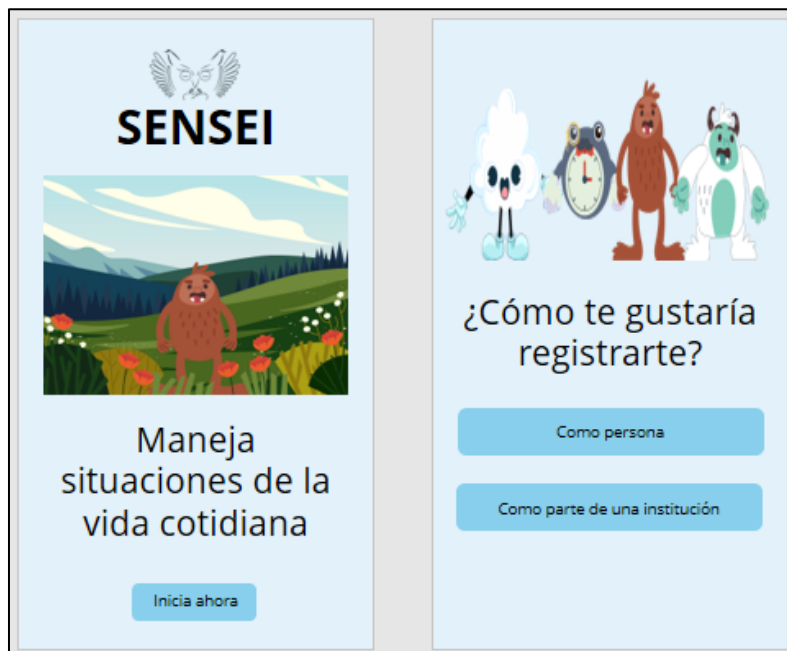 SENSEI
Maneja
situaciones de la
vida cotidiana
Inicia ahora
¿Cómo te gustaría
registrarte?
Como persona
Como parte de una institución